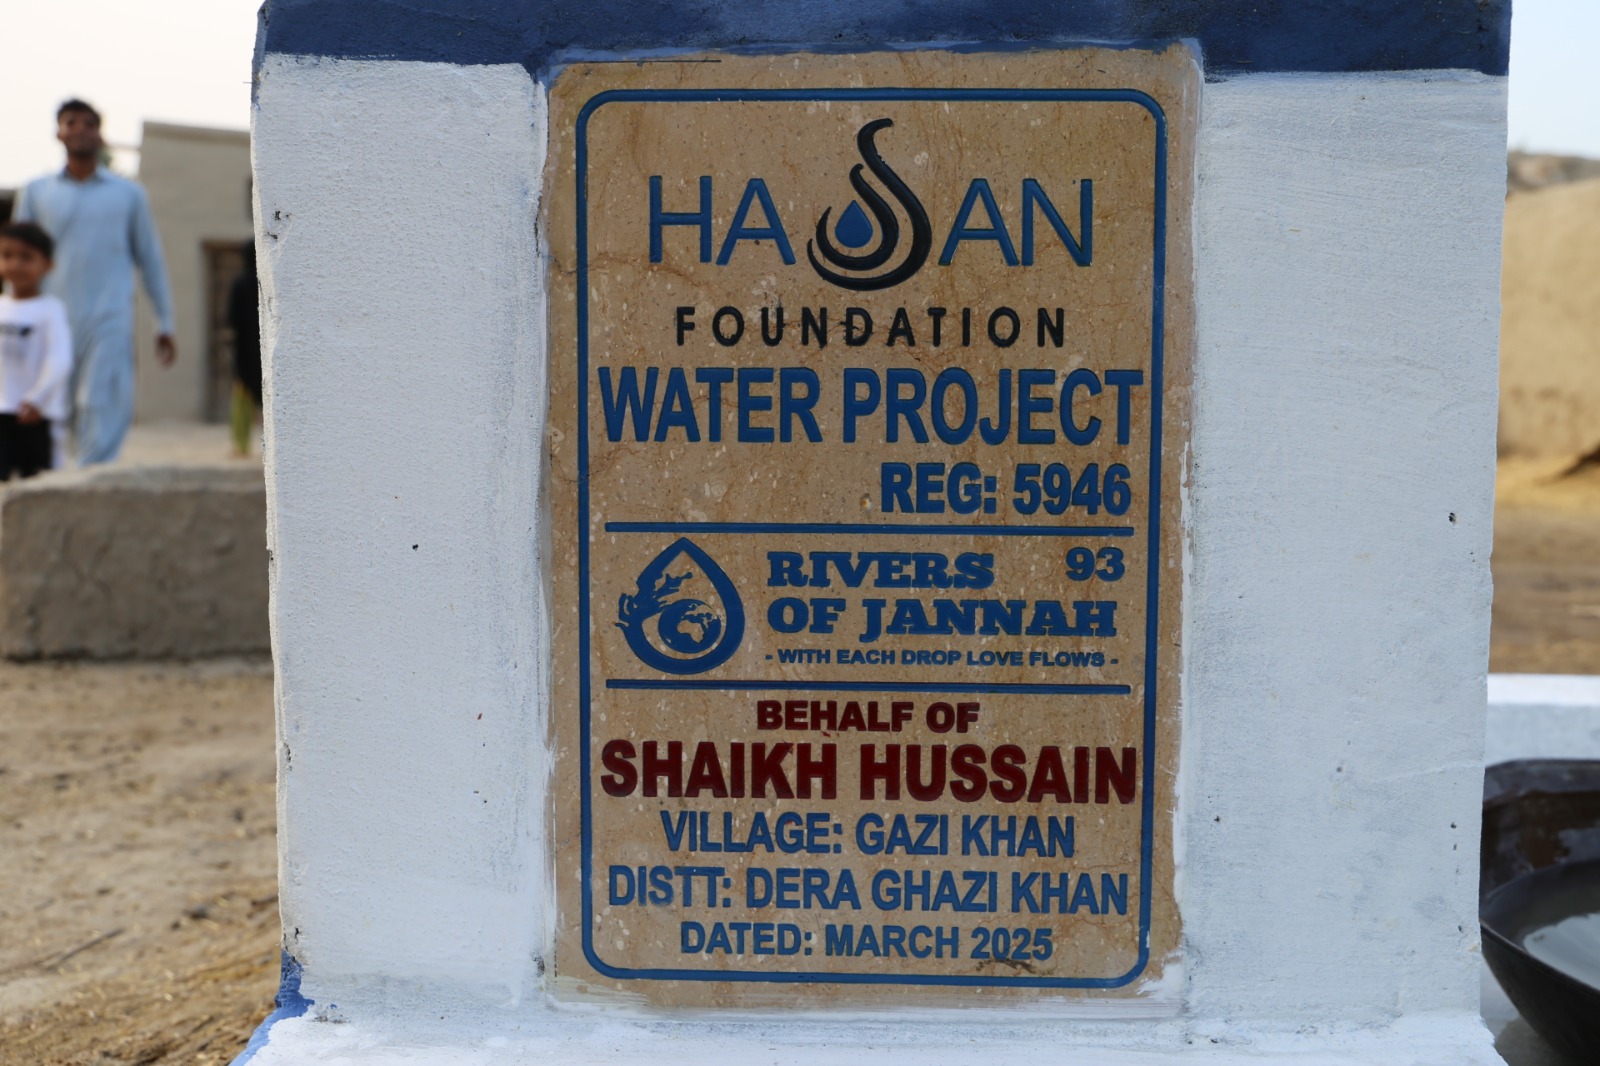 HASSAN
FOUNDATION
WATER PROJECT
REG: 5946
RIVERS 93
OF JANNAH
- WITH EACH DROP LOVE FLOWS -
BEHALF OF
SHAIKH HUSSAIN
VILLAGE: GAZI KHAN
DISTT: DERA GHAZI KHAN
DATED: MARCH 2025